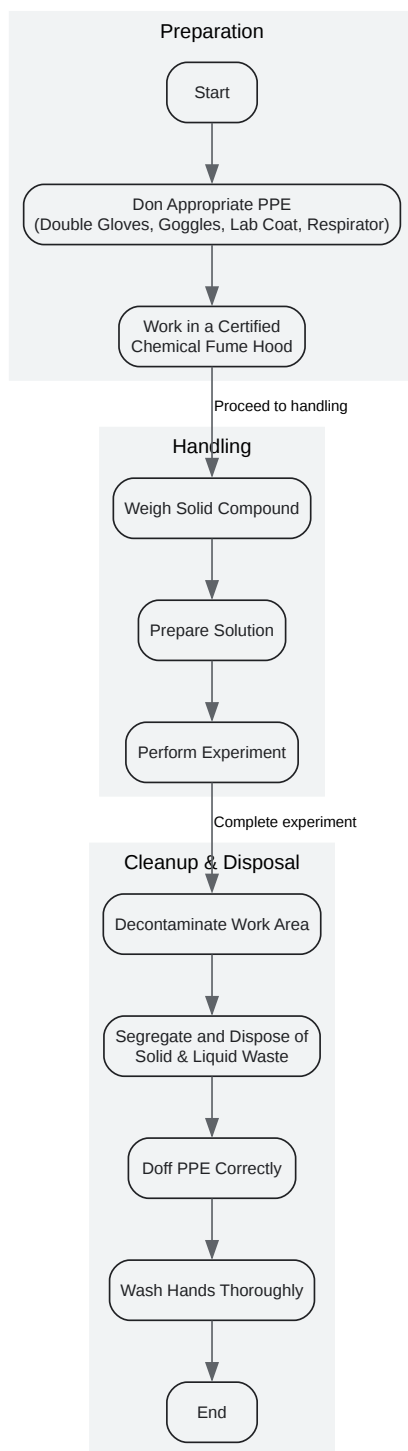 Preparation
Start
Don Appropriate PPE
(Double Gloves, Goggles, Lab Coat, Respirator)
Work in a Certified
Chemical Fume Hood
Proceed to handling
Handling
Weigh Solid Compound
Prepare Solution
Perform Experiment
Complete experiment
Cleanup & Disposal
Decontaminate Work Area
Segregate and Dispose of
Solid & Liquid Waste
Doff PPE Correctly
Wash Hands Thoroughly
End